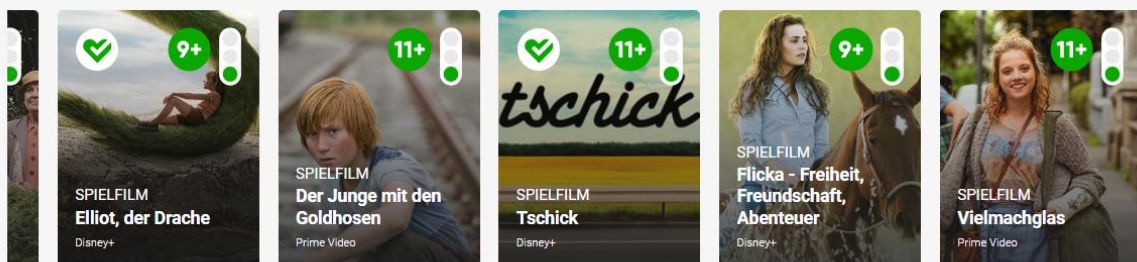 9+
SPIELFILM
Elliot, der Drache
Disney+
11+
SPIELFILM
Der Junge mit den
Goldhosen
Prime Video
11+
tschick
SPIELFILM
Tschick
Disney+
9+
SPIELFILM
Flicka - Freiheit,
Freundschaft,
Abenteuer
Disney+
11+
SPIELFILM
Vielmachglas
Prime Video